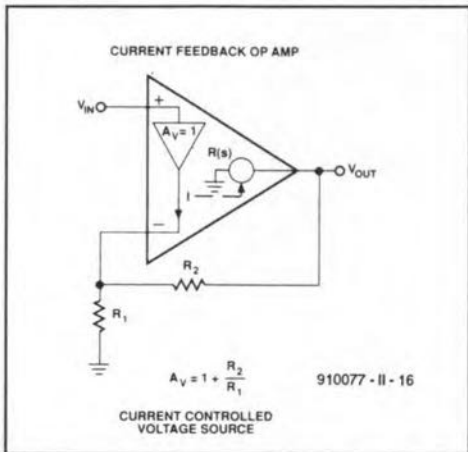 CURRENT FEEDBACK OP AMP
V_IN
+
A_V = 1
R(s)
I
V_OUT
−
R_2
R_1
A_V = 1 + R_2/R_1
910077 - II - 16
CURRENT CONTROLLED
VOLTAGE SOURCE